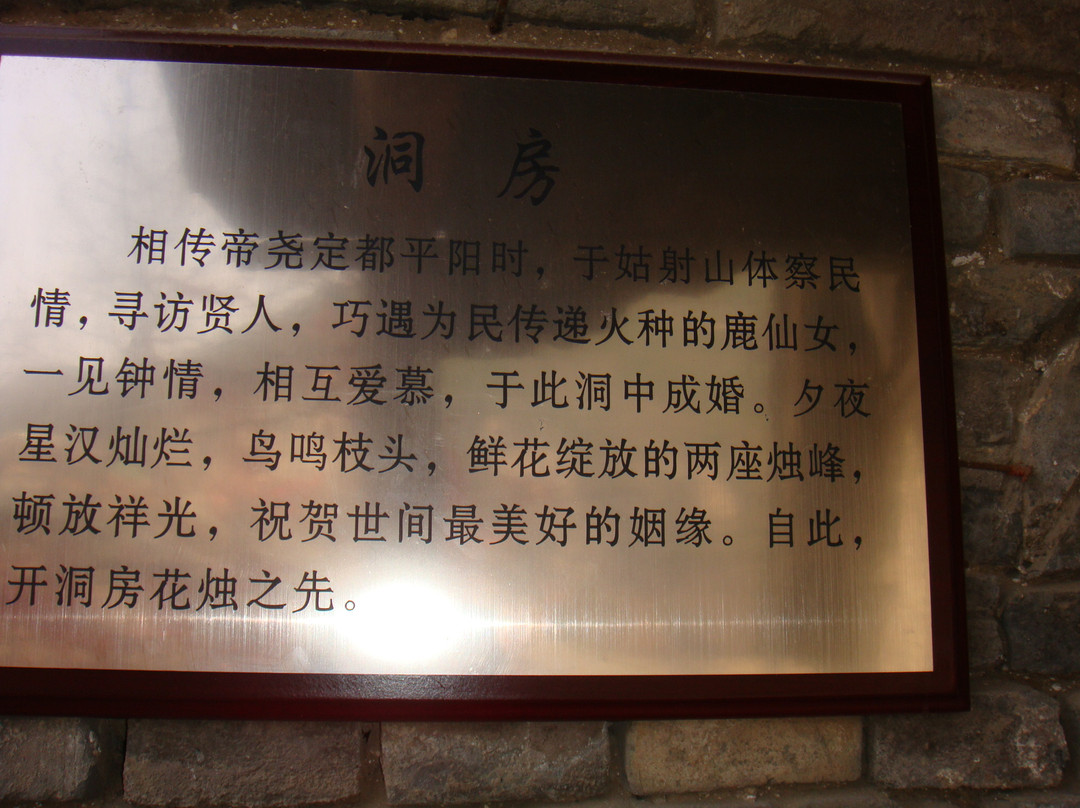 洞 房
相传帝尧定都平阳时，于姑射山体察民
情，寻访贤人，巧遇为民传递火种的鹿仙女，
一见钟情，相互爱慕，于此洞中成婚。夕夜
星汉灿烂，鸟鸣枝头，鲜花绽放的两座烛峰，
顿放祥光，祝贺世间最美好的姻缘。自此，
开洞房花烛之先。